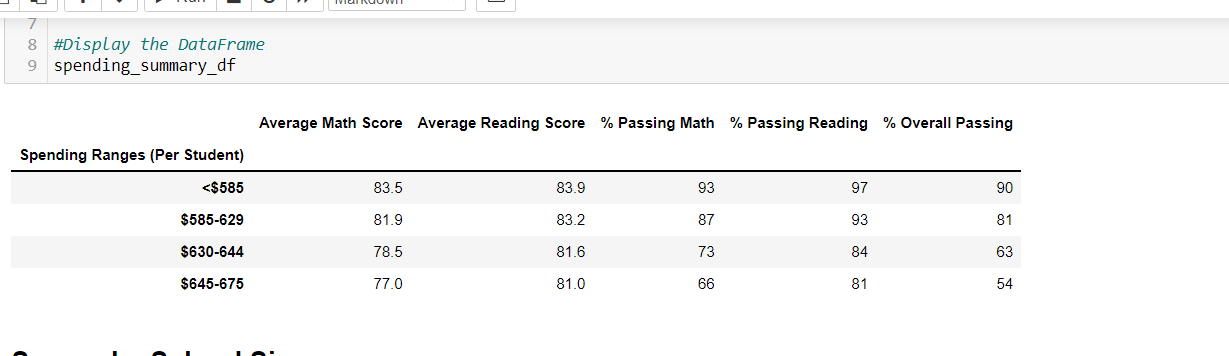 7
8 #Display the DataFrame
9 spending_summary_df
Average Math Score Average Reading Score % Passing Math % Passing Reading % Overall Passing
Spending Ranges (Per Student)
<$585 83.5 83.9 93 97 90
$585-629 81.9 83.2 87 93 81
$630-644 78.5 81.6 73 84 63
$645-675 77.0 81.0 66 81 54